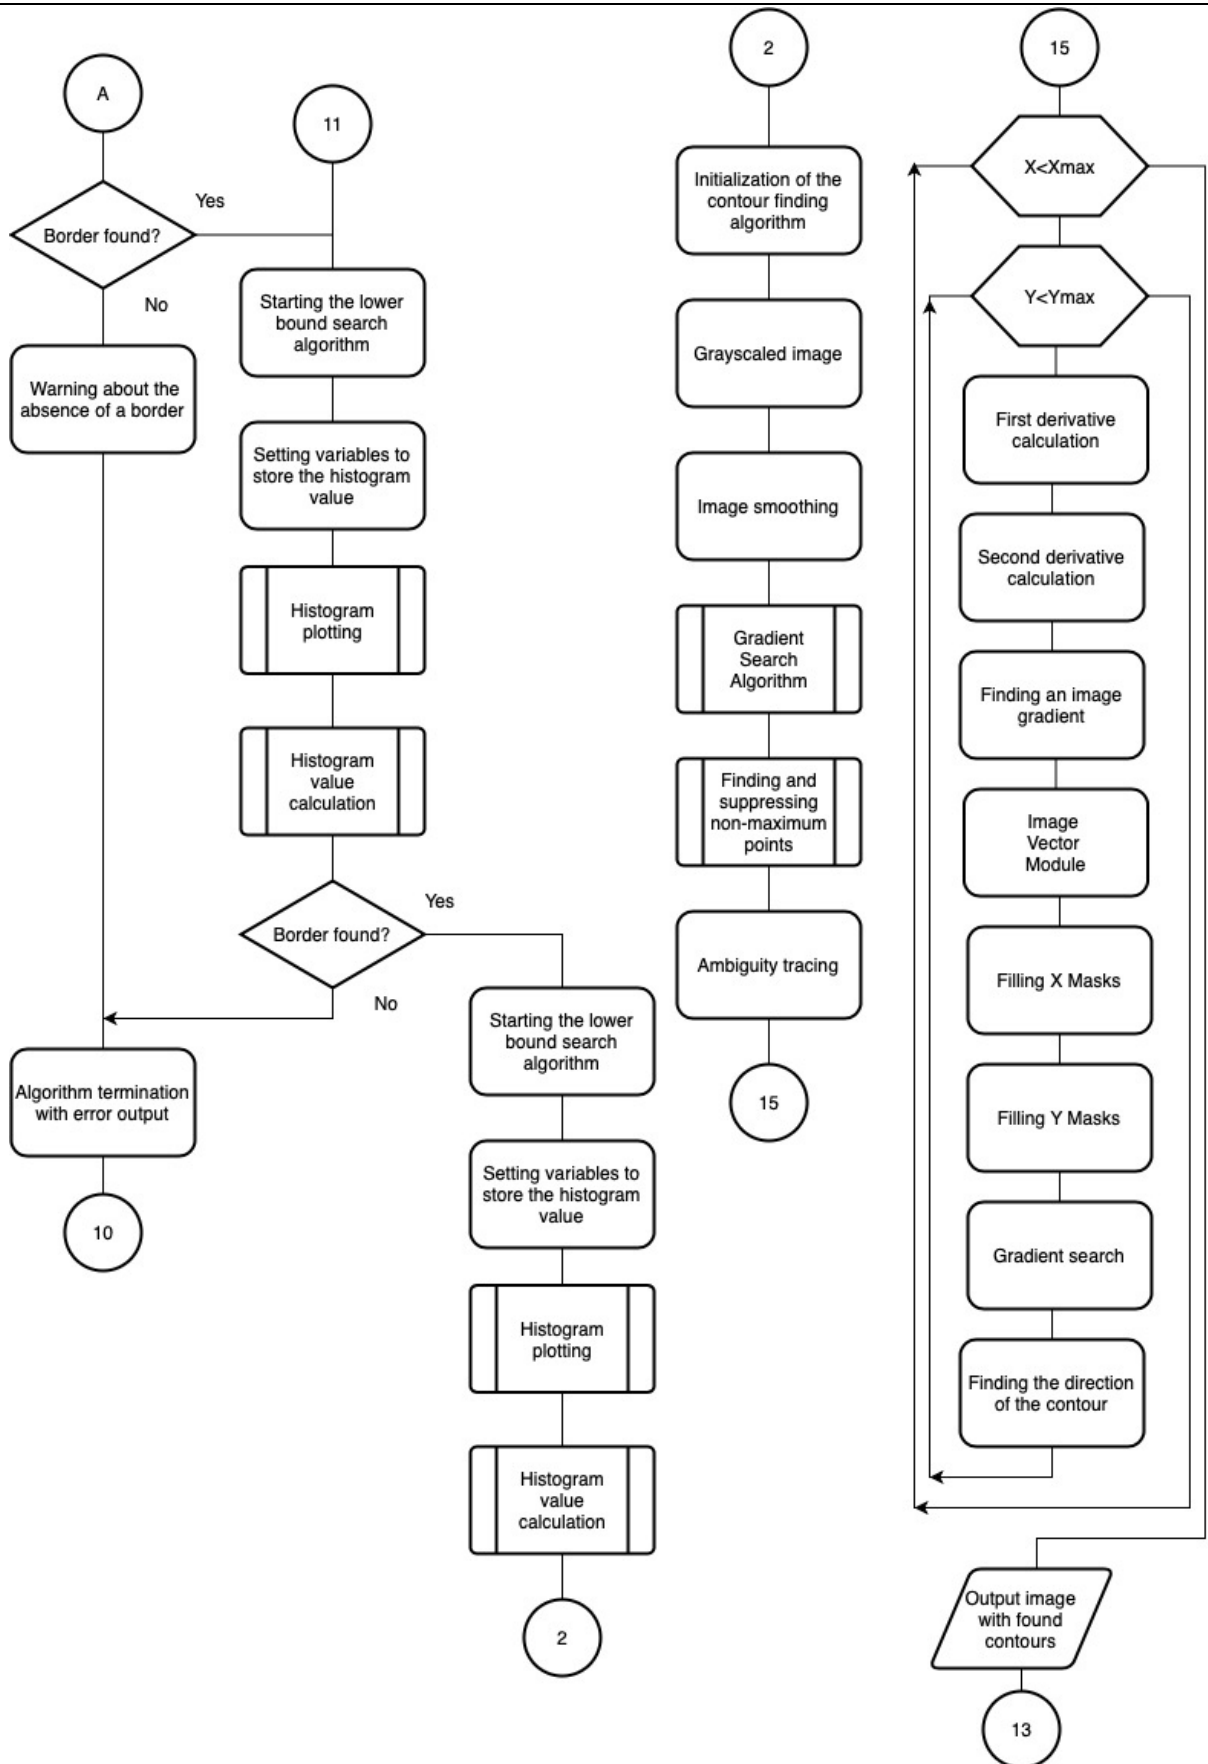 A
Border found?
Yes
No
Warning about the
absence of a border
Algorithm termination
with error output
10
11
Starting the lower
bound search
algorithm
Setting variables to
store the histogram
value
Histogram
plotting
Histogram
value
calculation
Border found?
Yes
No
Starting the lower
bound search
algorithm
Setting variables to
store the histogram
value
Histogram
plotting
Histogram
value
calculation
2
2
Initialization of the
contour finding
algorithm
Grayscaled image
Image smoothing
Gradient
Search
Algorithm
Finding and
suppressing
non-maximum
points
Ambiguity tracing
15
15
X<Xmax
Y<Ymax
First derivative
calculation
Second derivative
calculation
Finding an image
gradient
Image
Vector
Module
Filling X Masks
Filling Y Masks
Gradient search
Finding the direction
of the contour
Output image
with found
contours
13